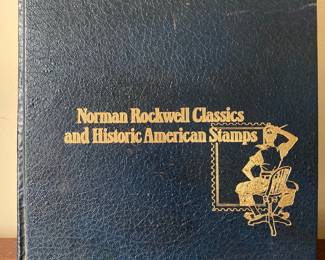 Norman Rockwell Classics
and Historic American Stamps